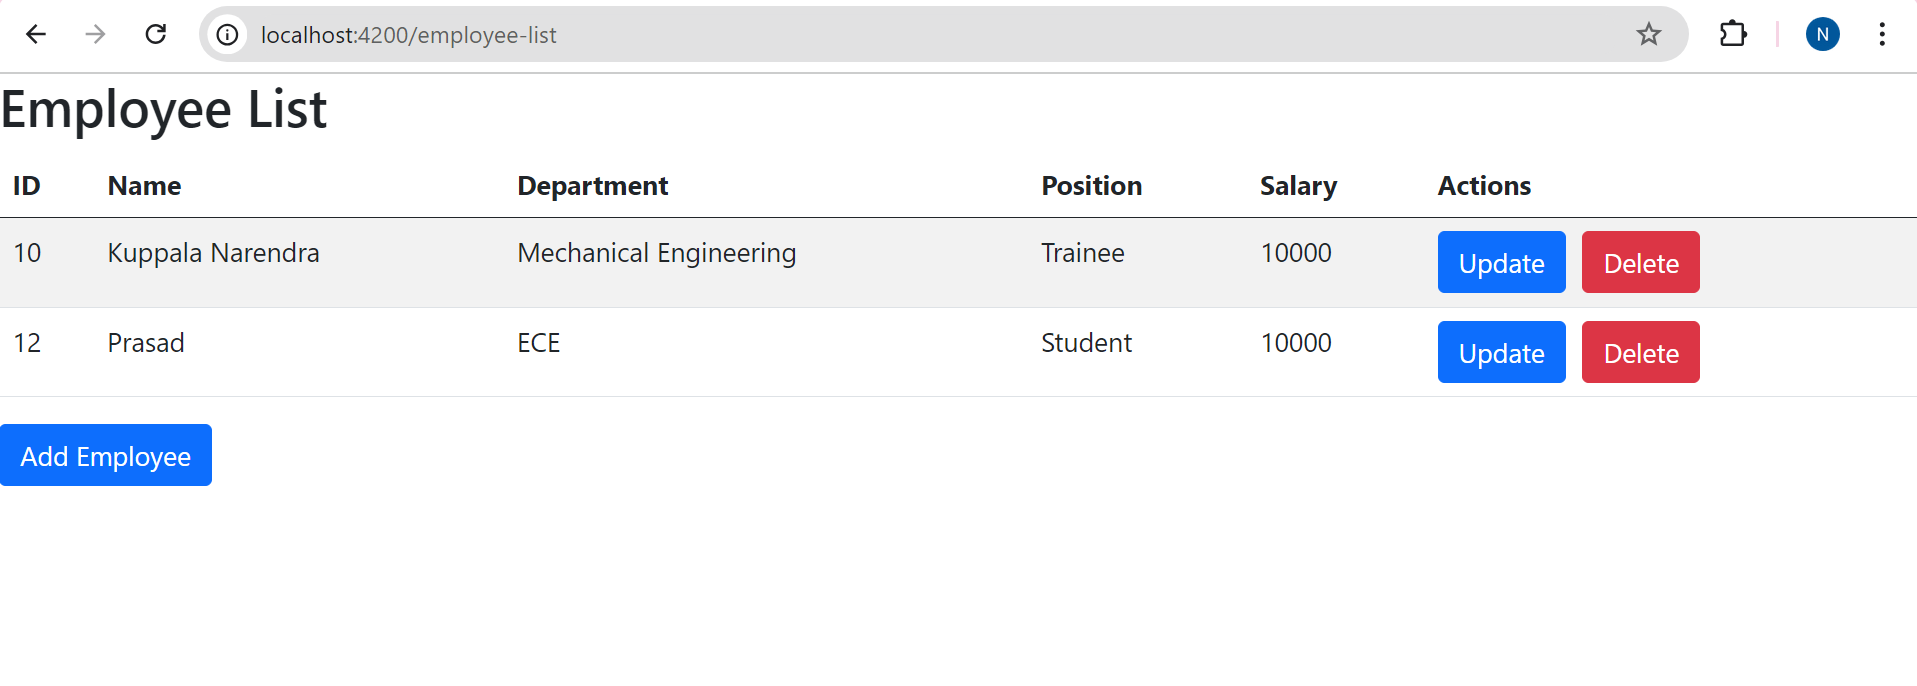 localhost:4200/employee-list
N
Employee List
ID Name Department Position Salary Actions
10 Kuppala Narendra Mechanical Engineering Trainee 10000 Update Delete
12 Prasad ECE Student 10000 Update Delete
Add Employee